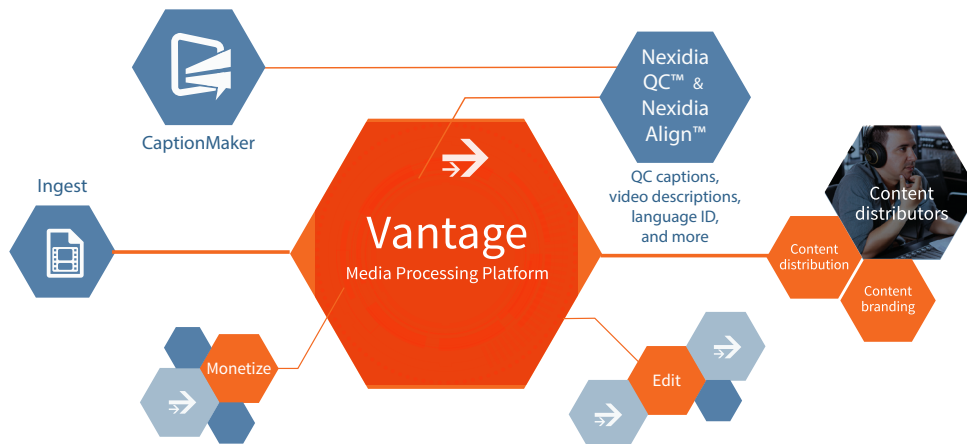 Nexidia
QC™ &
Nexidia
Align™
CaptionMaker
QC captions,
video descriptions,
language ID,
and more
Ingest
Vantage
Media Processing Platform
Content
distributors
Content
distribution
Content
branding
Monetize
Edit